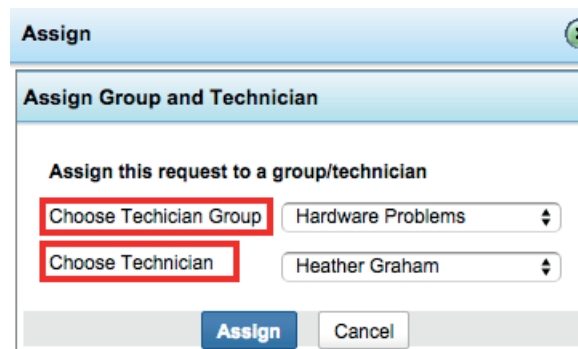 Assign
Assign Group and Technician
Assign this request to a group/technician
Choose Techician Group Hardware Problems
Choose Technician Heather Graham
Assign Cancel